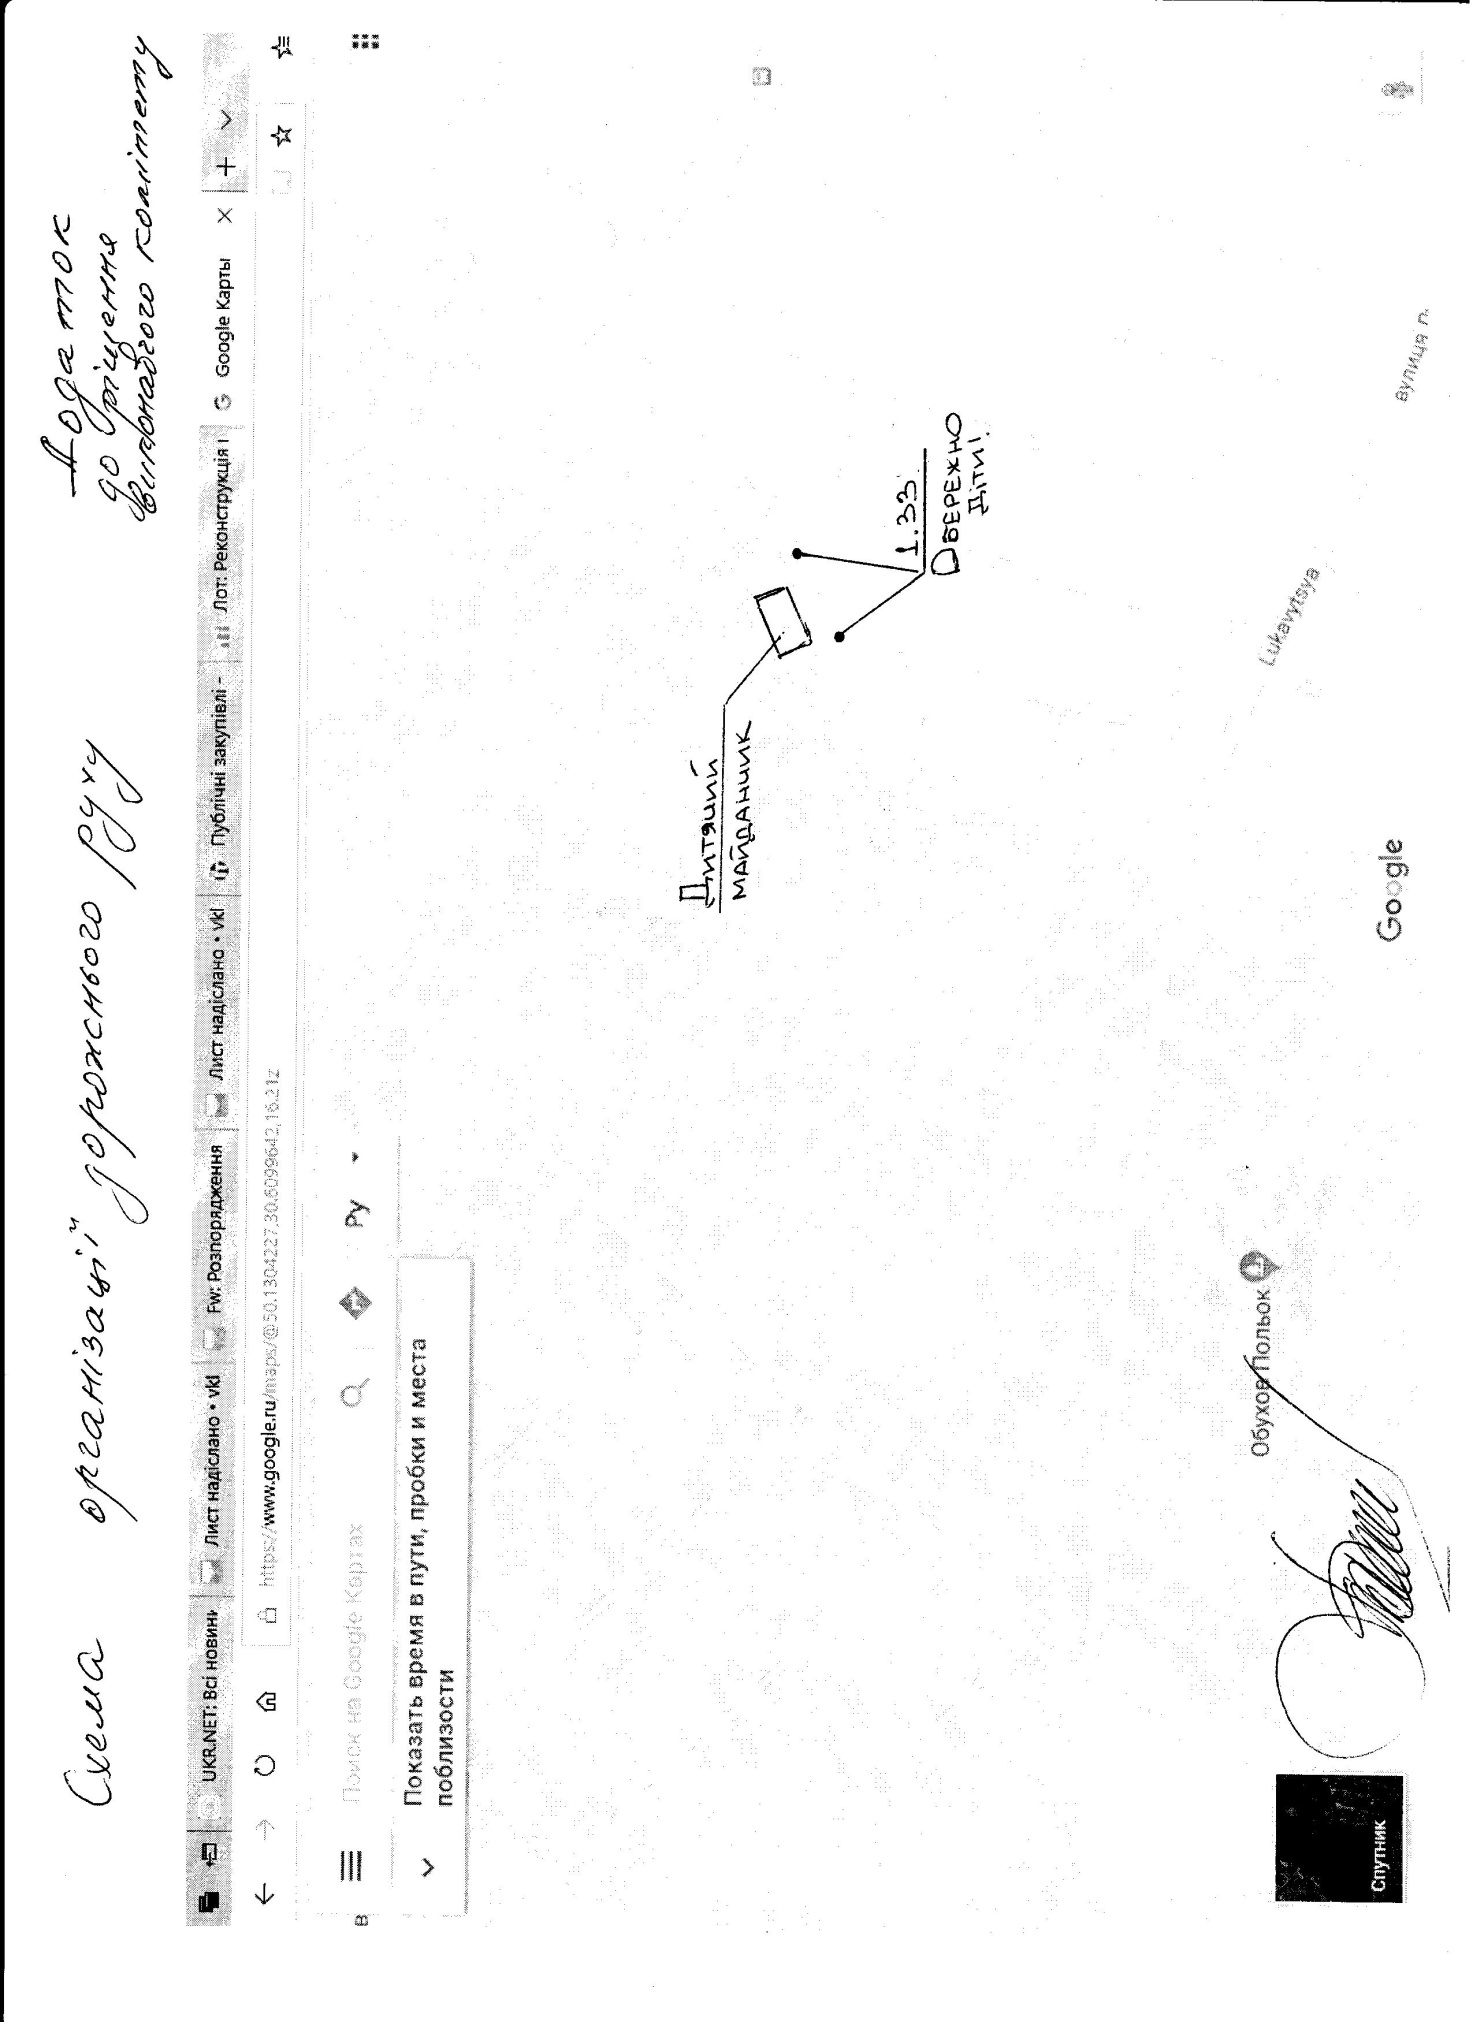 Додаток
до рішення
виконавчого комітету
Схема організації дорожнього руху
UKR.NET: Всі новини
Лист надіслано • vkl
Fw: Розпорядження
Лист надіслано • vkl
Публічні закупівлі -
Лот: Реконструкція і
G Google Карты
https://www.google.ru/maps/@50.1304227,30.6099642,16.21z
в
Поиск на Google Картах
Ру
Показать время в пути, пробки и места
поблизости
Дитячий
майданчик
1.33
Обережно
Діти!
Lukavytsya
вулиця п.
Обухов Польок
Спутник
Google